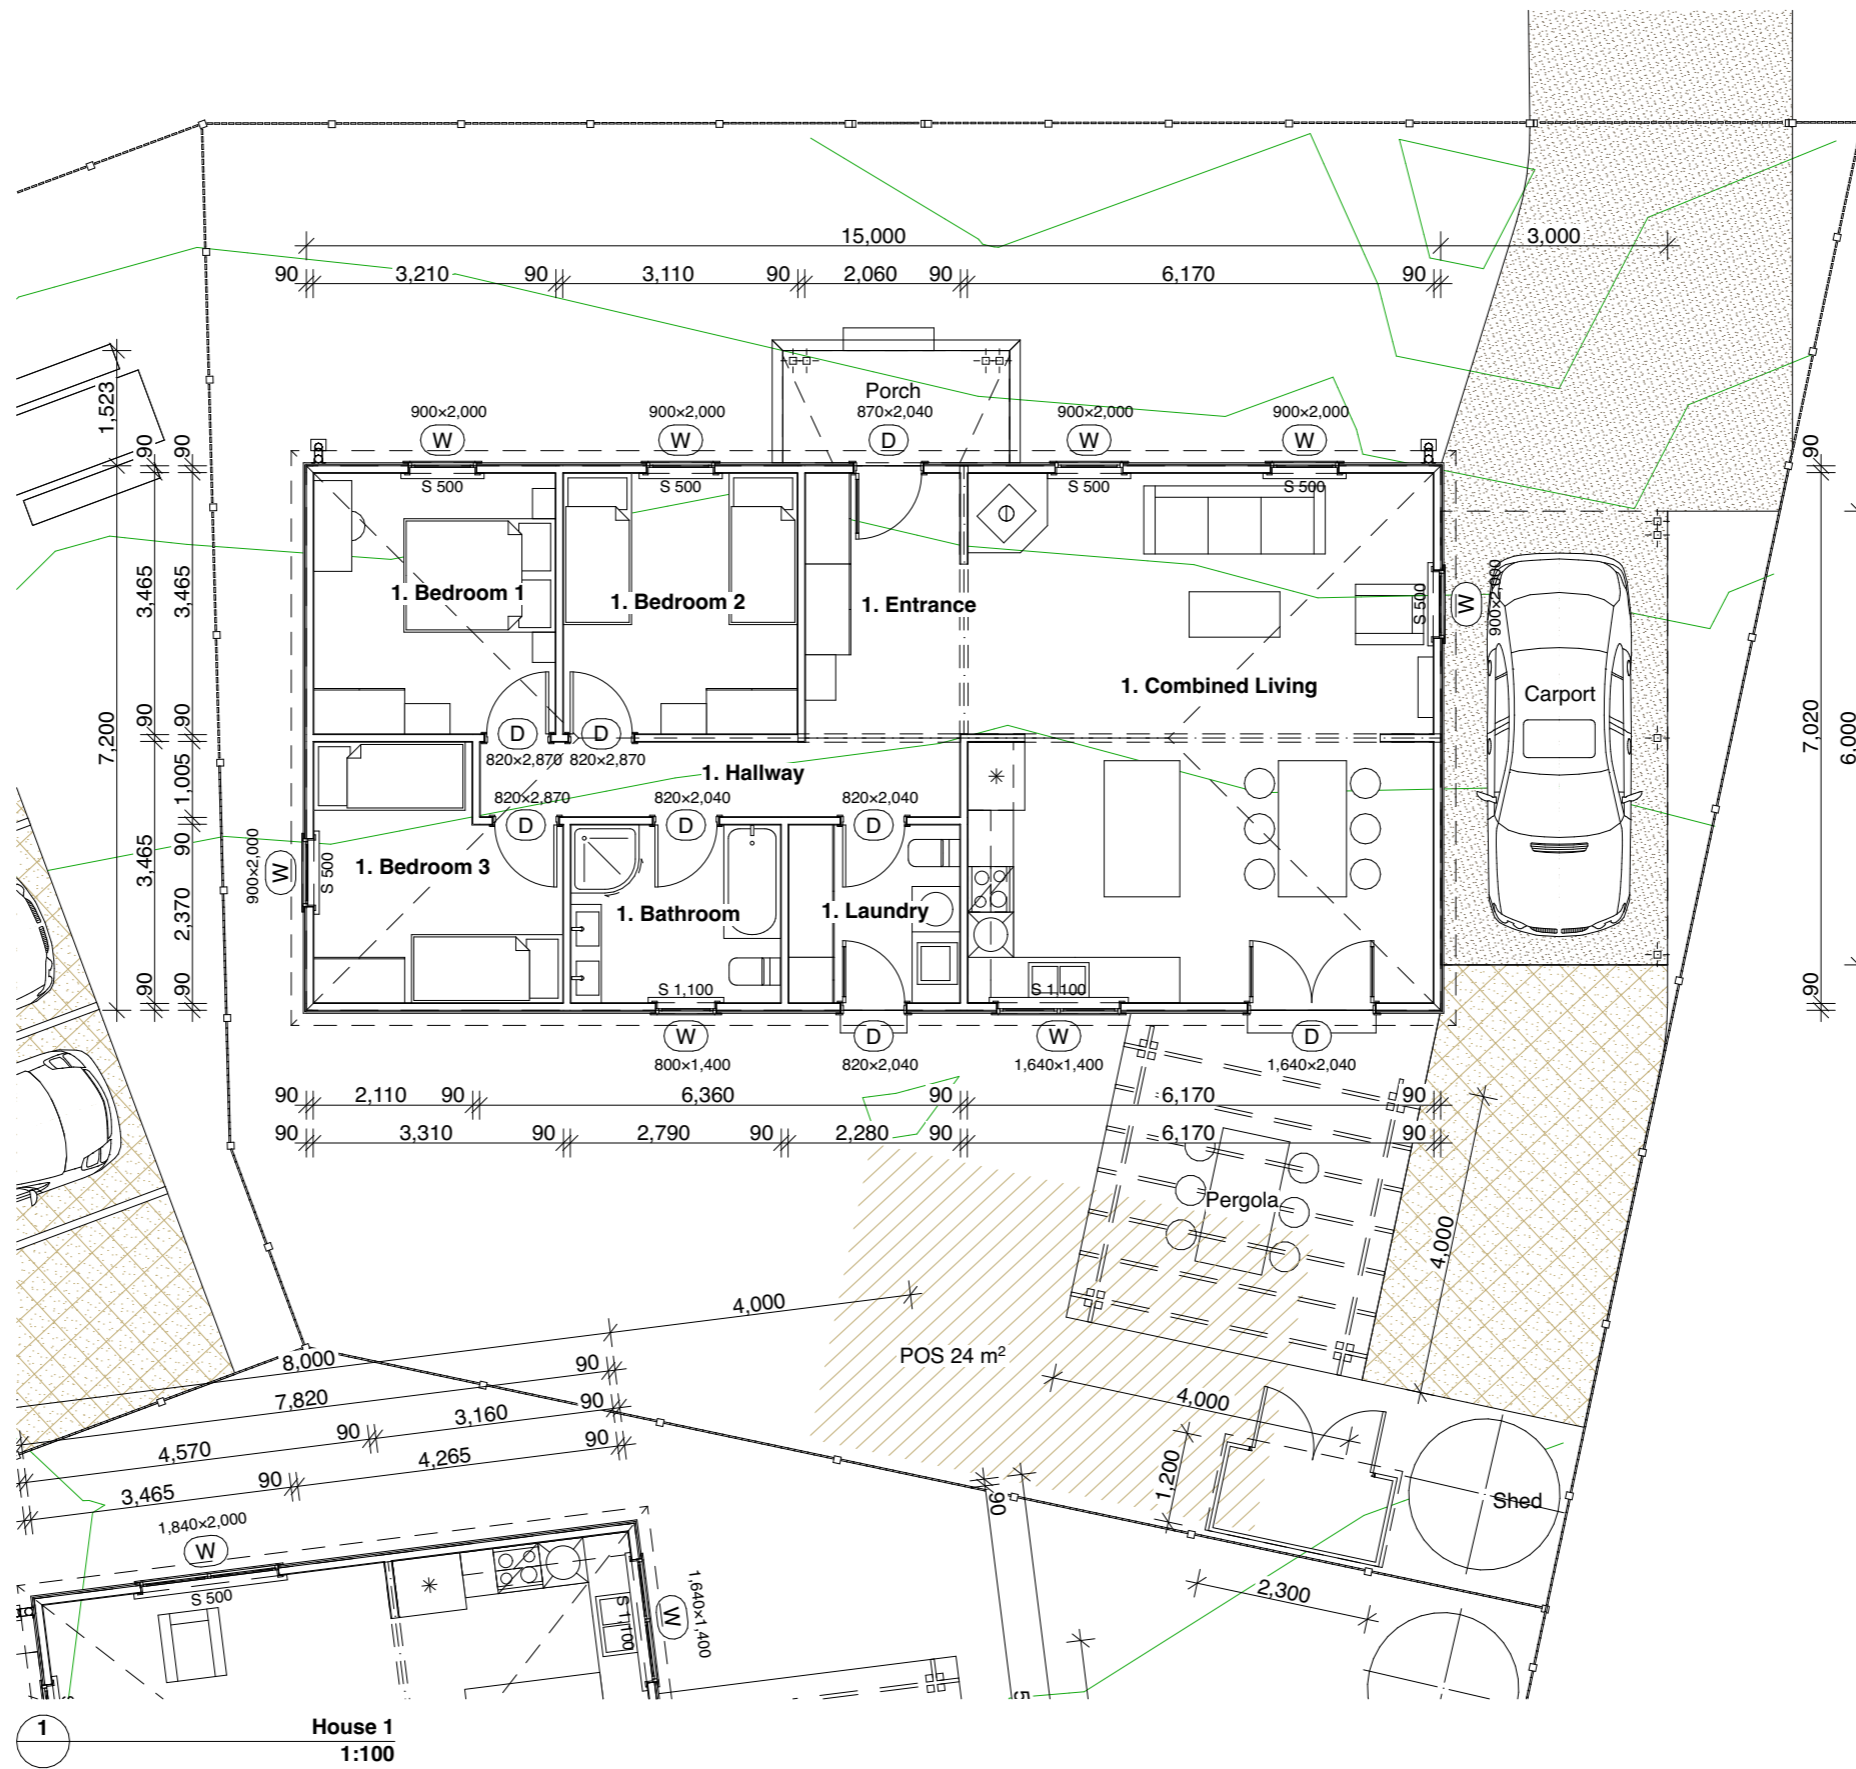 15,000
3,000
90
3,210
90
3,110
90
2,060
90
6,170
90
1,523
Porch
900×2,000
900×2,000
870×2,040
900×2,000
900×2,000
W
W
D
W
W
90
90
90
S 500
S 500
S 500
S 500
3,465
3,465
1. Bedroom 1
1. Bedroom 2
1. Entrance
S 500
W
900×2,000
1. Combined Living
Carport
7,200
90
90
7,020
6,000
D
D
820×2,870
820×2,870
1. Hallway
1,005
820×2,870
820×2,040
820×2,040
D
D
D
3,465
90
900×2,000
W
S 500
1. Bedroom 3
1. Bathroom
1. Laundry
2,370
90
90
90
S 1,100
S 1,100
W
D
W
D
800×1,400
820×2,040
1,640×1,400
1,640×2,040
90
2,110
90
6,360
90
6,170
90
90
3,310
90
2,790
90
2,280
90
6,170
90
Pergola
4,000
4,000
POS 24 m²
8,000
90
7,820
90
4,000
3,160
90
4,570
90
4,265
90
3,465
90
1,200
90
Shed
1,840×2,000
W
S 500
2,300
1,640×1,400
W
S 1,100
1
House 1
1:100